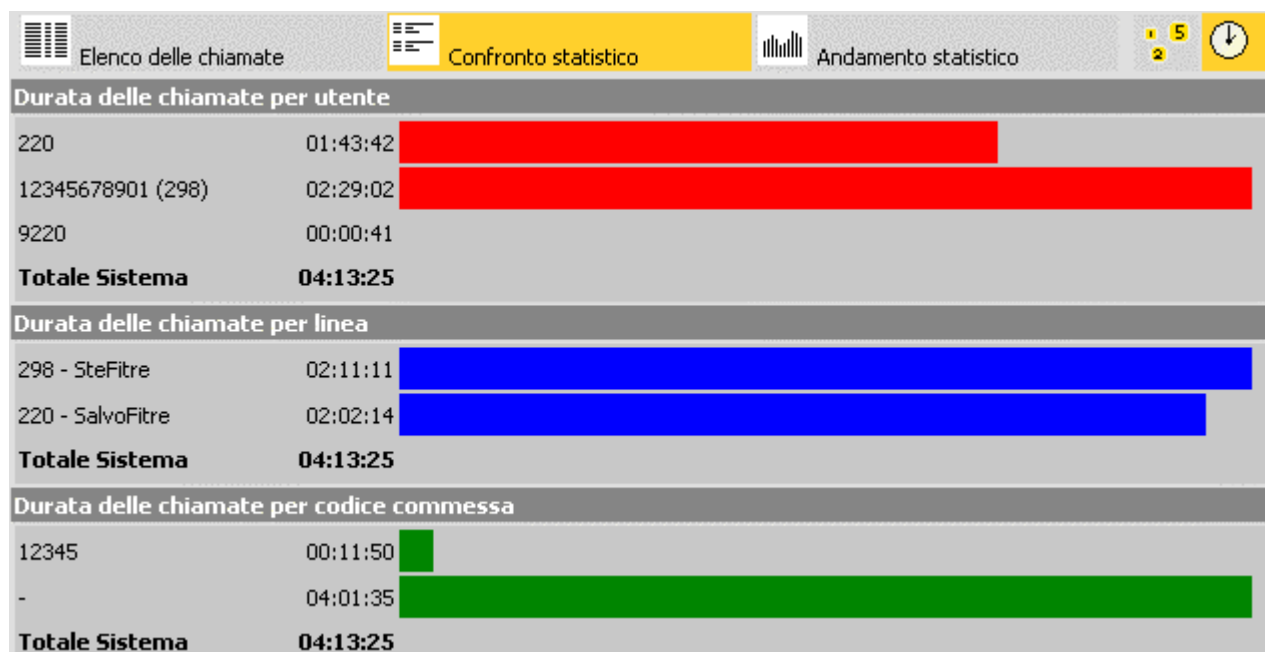 Elenco delle chiamate Confronto statistico Andamento statistico 1 5 2
Durata delle chiamate per utente
220 01:43:42
12345678901 (298) 02:29:02
9220 00:00:41
Totale Sistema 04:13:25
Durata delle chiamate per linea
298 - SteFitre 02:11:11
220 - SalvoFitre 02:02:14
Totale Sistema 04:13:25
Durata delle chiamate per codice commessa
12345 00:11:50
- 04:01:35
Totale Sistema 04:13:25